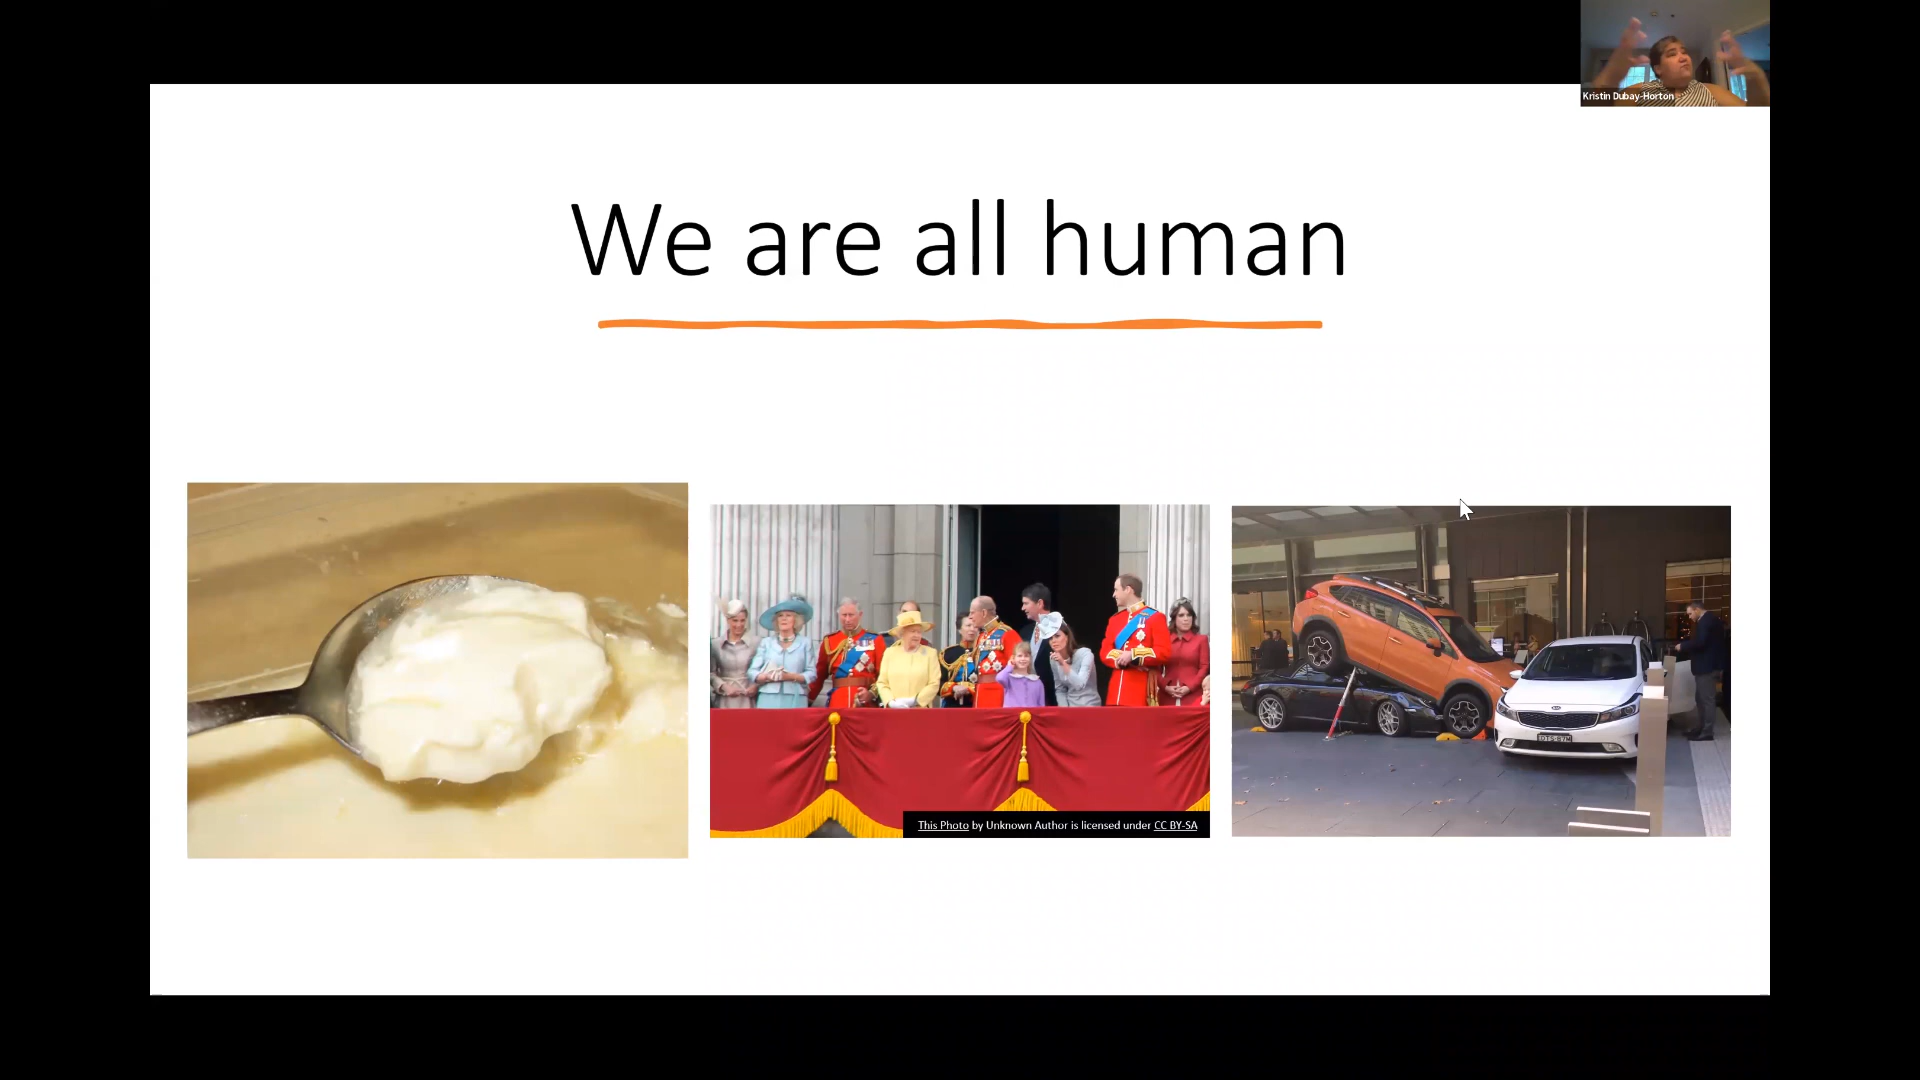 Kristin Dubay-Horton
We are all human
This Photo by Unknown Author is licensed under CC BY-SA